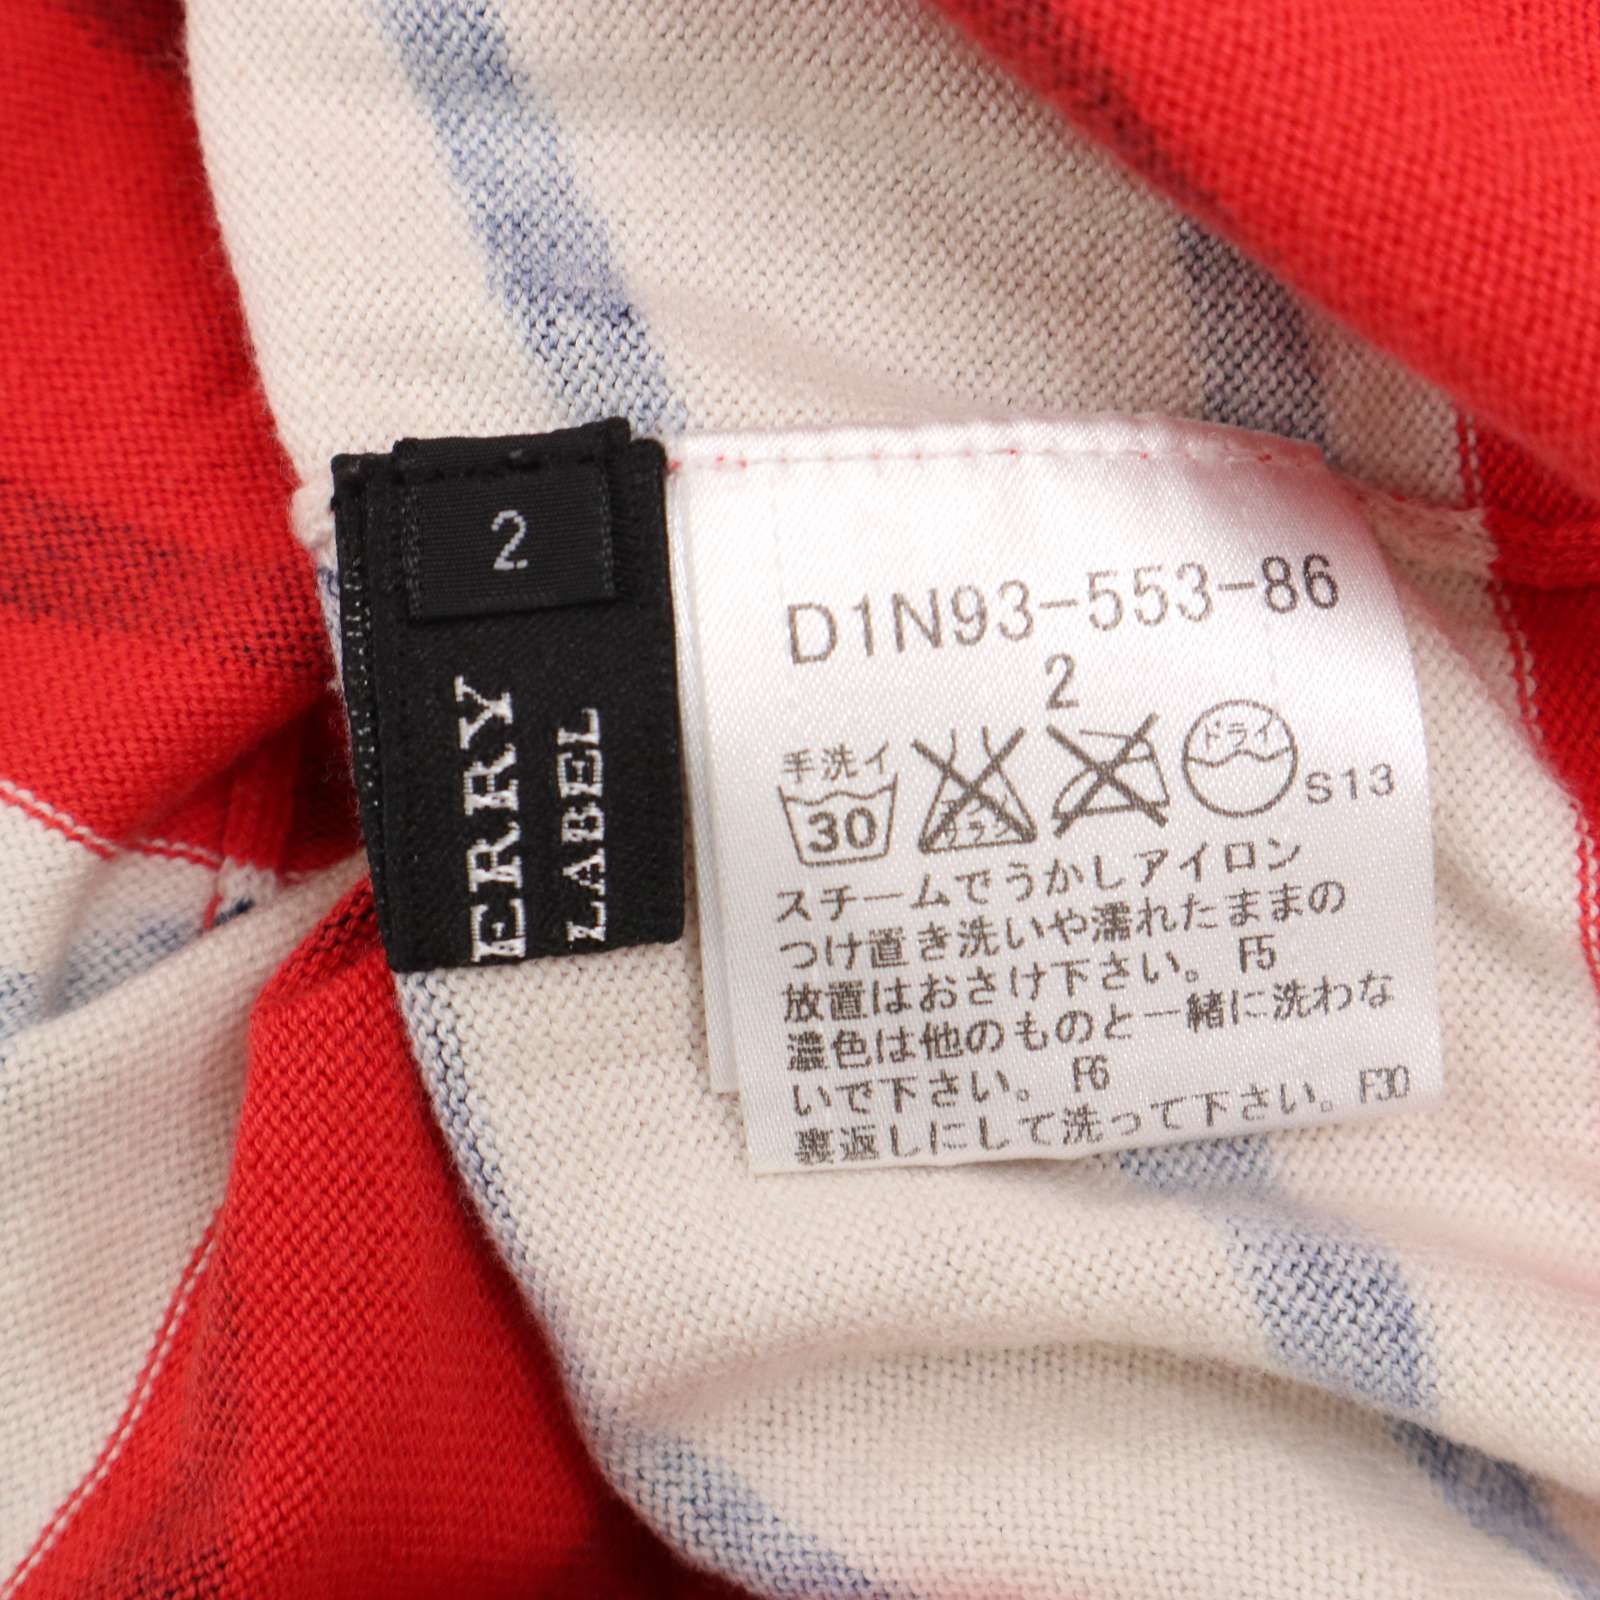 2
ERRY
LABEL
D1N93-553-86
2
手洗イ
30
ドライ
S13
スチームでうかしアイロン
つけ置き洗いや濡れたままの
放置はおさけ下さい。 F5
濃色は他のものと一緒に洗わな
いで下さい。 F6
裏返しにして洗って下さい。 F30